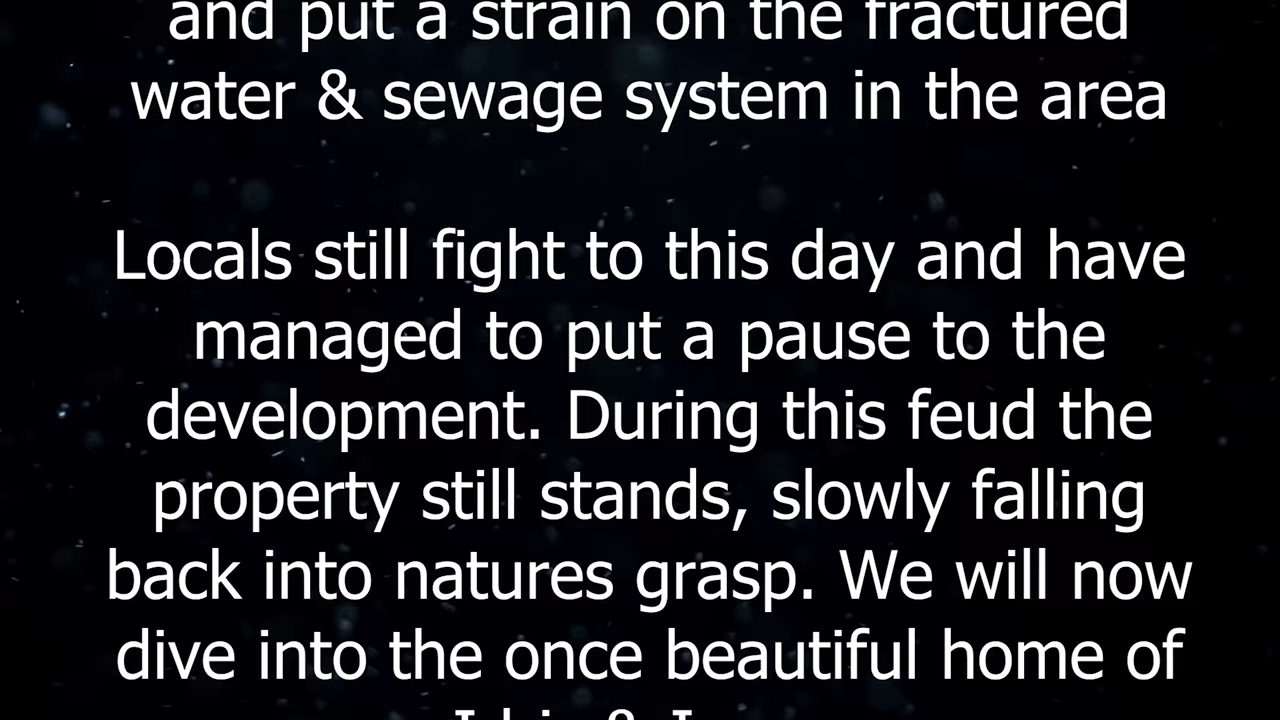 and put a strain on the fractured
water & sewage system in the area
Locals still fight to this day and have
managed to put a pause to the
development. During this feud the
property still stands, slowly falling
back into natures grasp. We will now
dive into the once beautiful home of
&